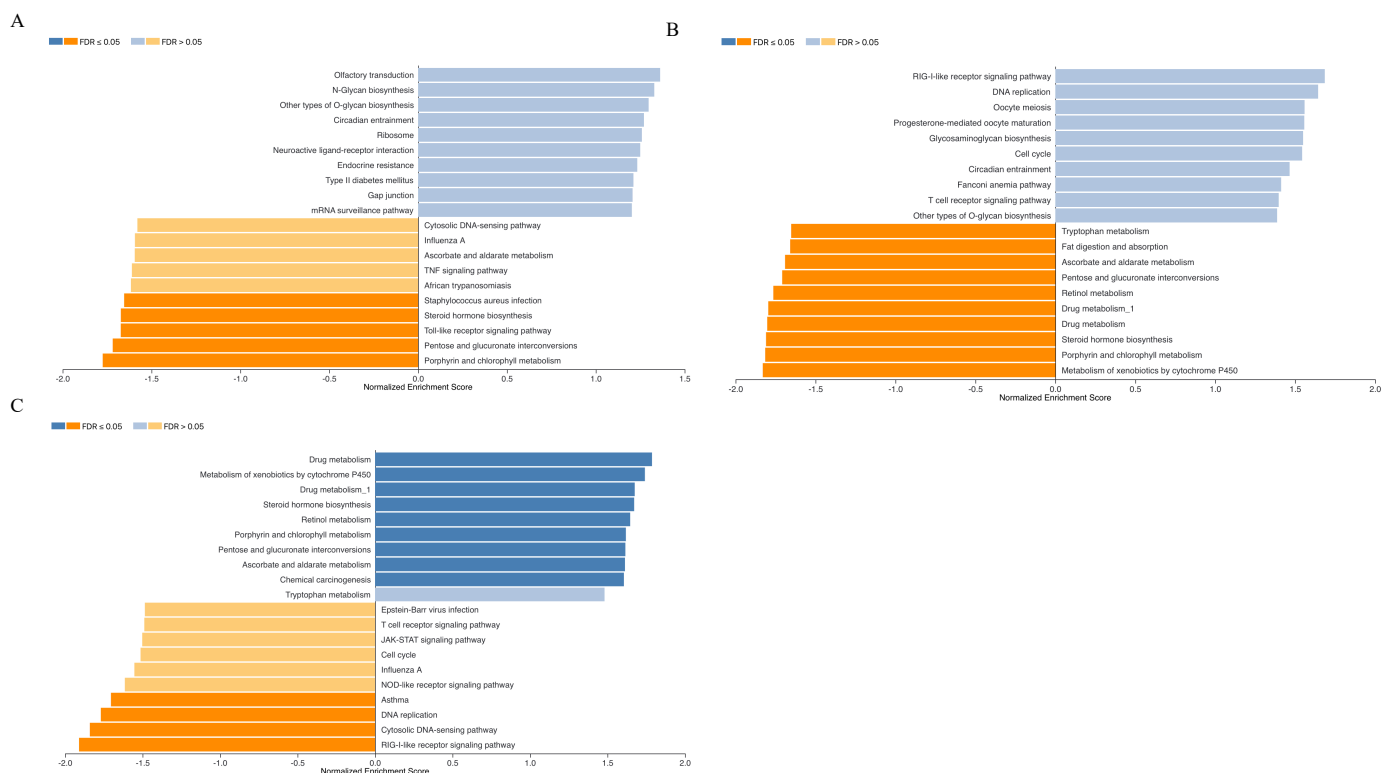 A
FDR ≤ 0.05 FDR > 0.05
Olfactory transduction
N-Glycan biosynthesis
Other types of O-glycan biosynthesis
Circadian entrainment
Ribosome
Neuroactive ligand-receptor interaction
Endocrine resistance
Type II diabetes mellitus
Gap junction
mRNA surveillance pathway
Cytosolic DNA-sensing pathway
Influenza A
Ascorbate and aldarate metabolism
TNF signaling pathway
African trypanosomiasis
Staphylococcus aureus infection
Steroid hormone biosynthesis
Toll-like receptor signaling pathway
Pentose and glucuronate interconversions
Porphyrin and chlorophyll metabolism
-2.0 -1.5 -1.0 -0.5 0.0 0.5 1.0 1.5
Normalized Enrichment Score
B
FDR ≤ 0.05 FDR > 0.05
RIG-I-like receptor signaling pathway
DNA replication
Oocyte meiosis
Progesterone-mediated oocyte maturation
Glycosaminoglycan biosynthesis
Cell cycle
Circadian entrainment
Fanconi anemia pathway
T cell receptor signaling pathway
Other types of O-glycan biosynthesis
Tryptophan metabolism
Fat digestion and absorption
Ascorbate and aldarate metabolism
Pentose and glucuronate interconversions
Retinol metabolism
Drug metabolism_1
Drug metabolism
Steroid hormone biosynthesis
Porphyrin and chlorophyll metabolism
Metabolism of xenobiotics by cytochrome P450
-2.0 -1.5 -1.0 -0.5 0.0 0.5 1.0 1.5 2.0
Normalized Enrichment Score
C
FDR ≤ 0.05 FDR > 0.05
Drug metabolism
Metabolism of xenobiotics by cytochrome P450
Drug metabolism_1
Steroid hormone biosynthesis
Retinol metabolism
Porphyrin and chlorophyll metabolism
Pentose and glucuronate interconversions
Ascorbate and aldarate metabolism
Chemical carcinogenesis
Tryptophan metabolism
Epstein-Barr virus infection
T cell receptor signaling pathway
JAK-STAT signaling pathway
Cell cycle
Influenza A
NOD-like receptor signaling pathway
Asthma
DNA replication
Cytosolic DNA-sensing pathway
RIG-I-like receptor signaling pathway
-2.0 -1.5 -1.0 -0.5 0.0 0.5 1.0 1.5 2.0
Normalized Enrichment Score